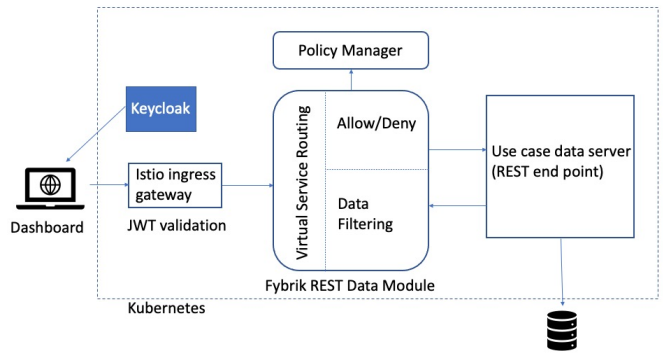 Policy Manager
Keycloak
Virtual Service Routing
Allow/Deny
Use case data server
(REST end point)
Istio ingress
gateway
Data
Filtering
Dashboard
JWT validation
Fybrik REST Data Module
Kubernetes